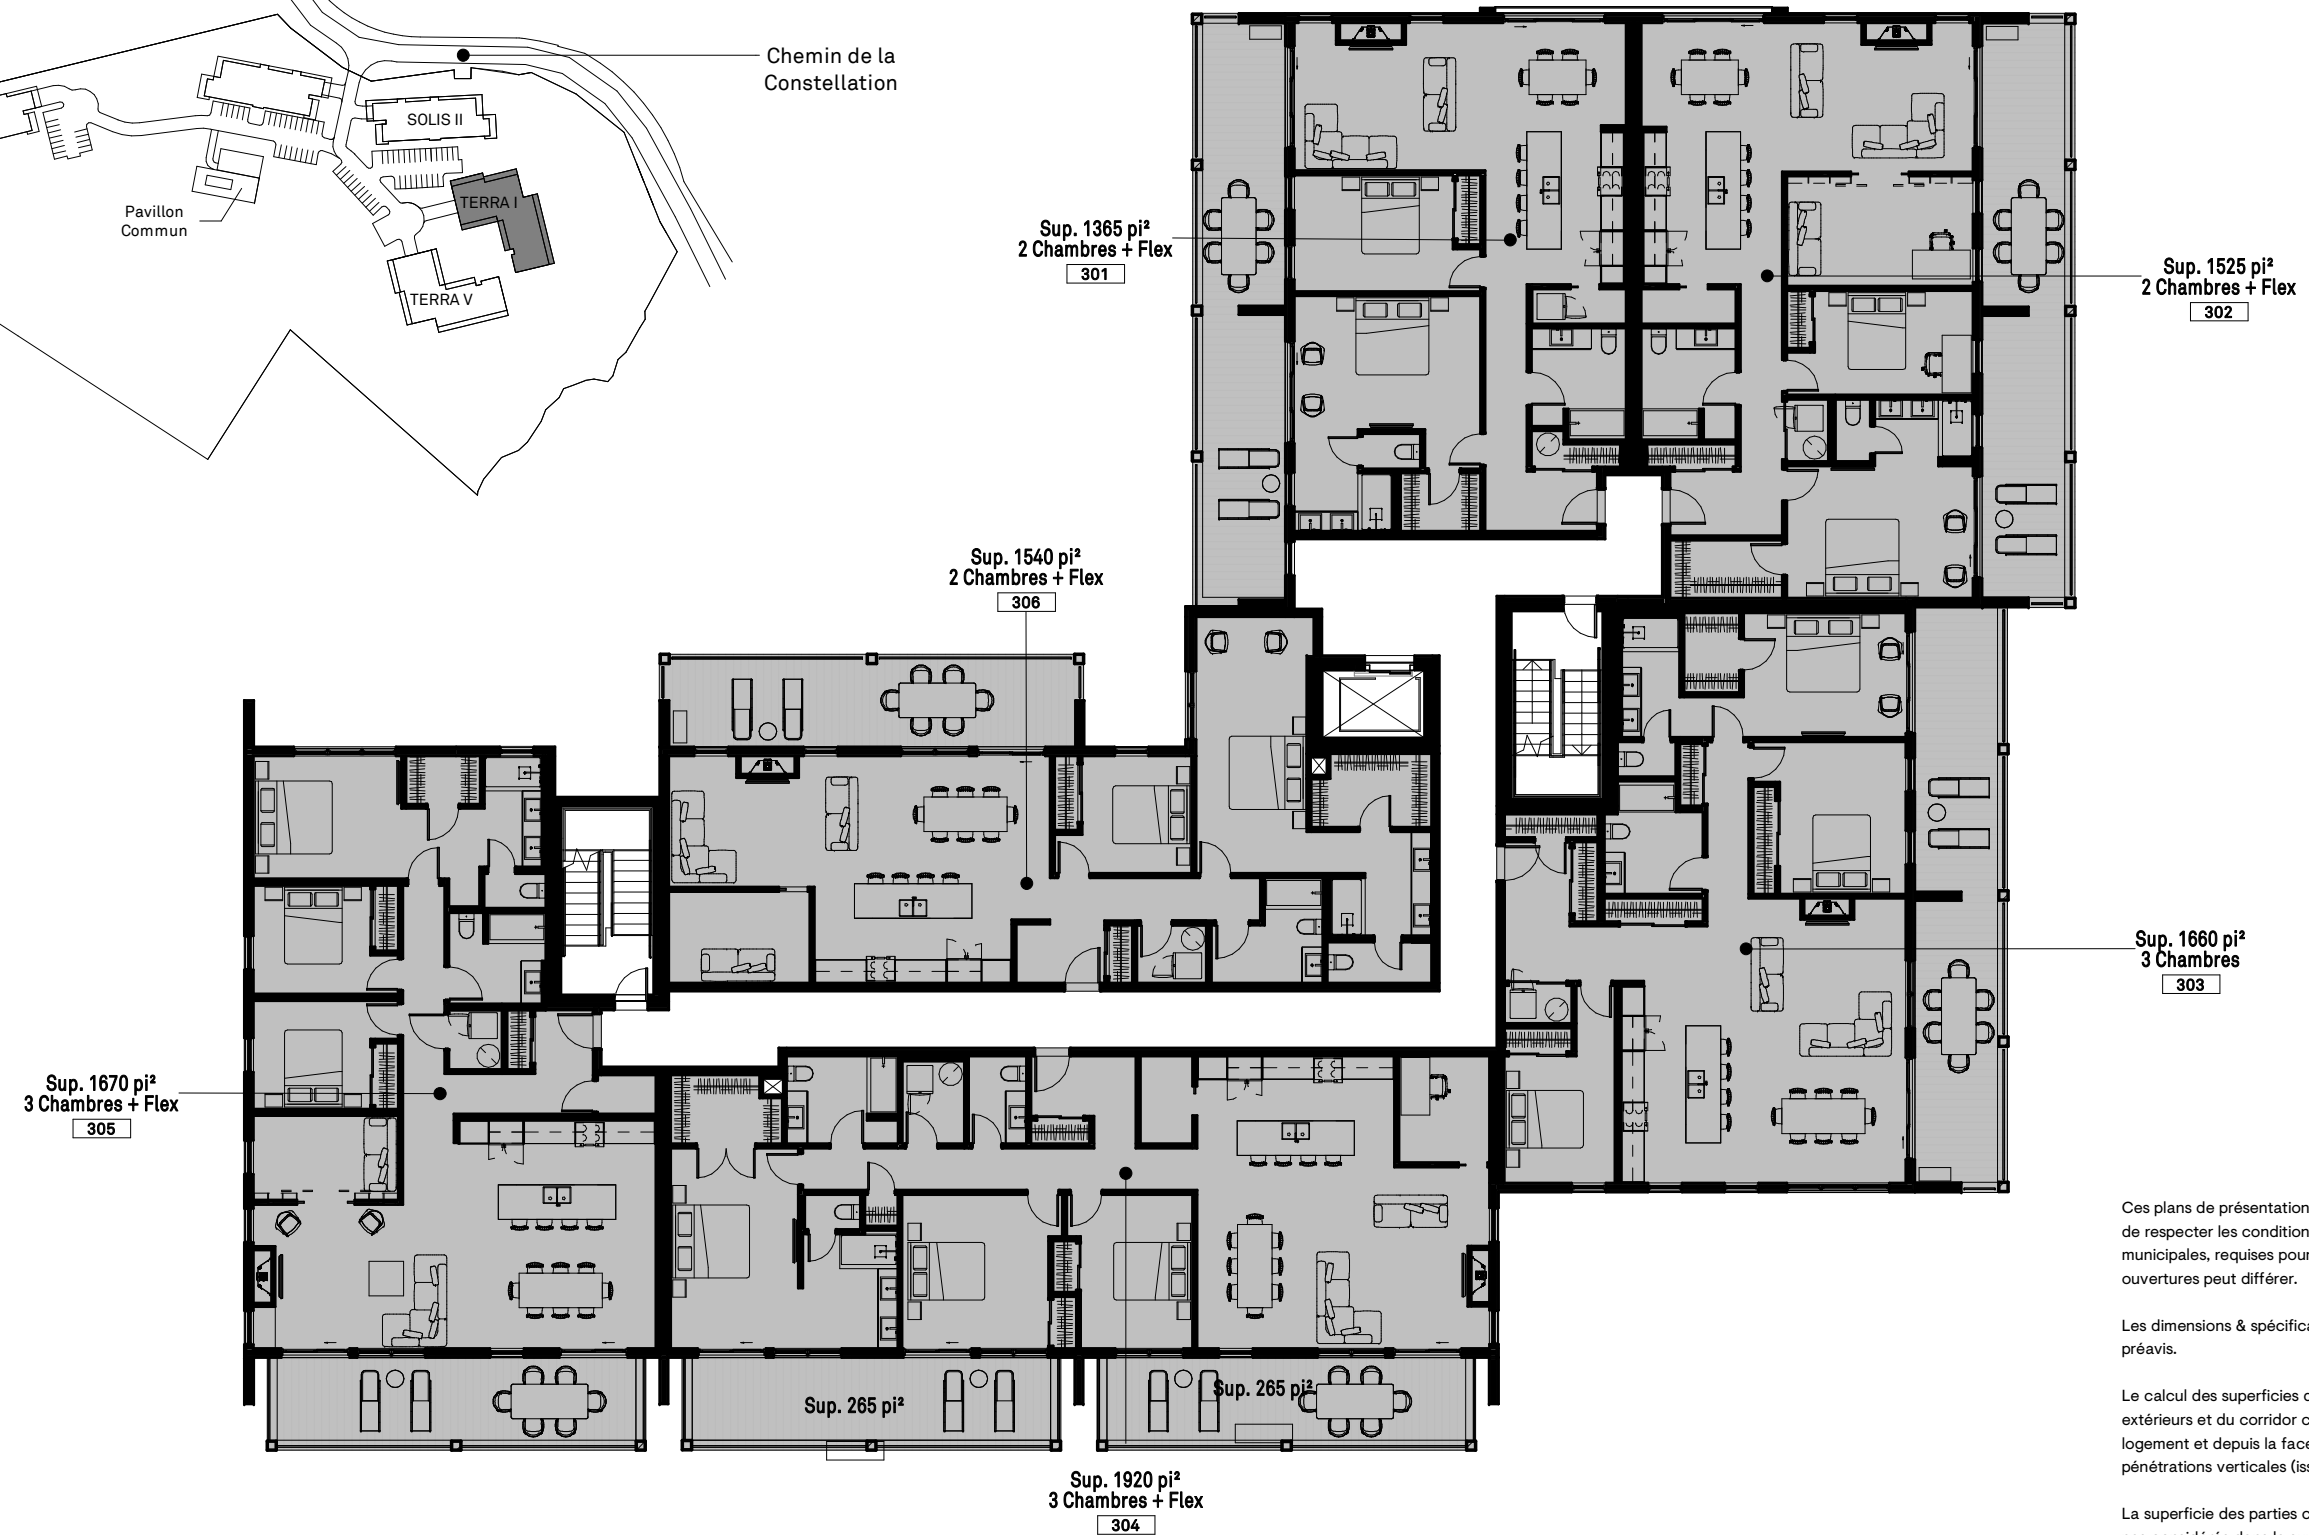 Chemin de la
Constellation
SOLIS II
TERRA I
Pavillon
Commun
TERRA V
Sup. 1365 pi²
2 Chambres + Flex
301
Sup. 1525 pi²
2 Chambres + Flex
302
Sup. 1540 pi²
2 Chambres + Flex
306
Sup. 1660 pi²
3 Chambres
303
Sup. 1670 pi²
3 Chambres + Flex
305
Sup. 265 pi²
Sup. 265 pi²
Sup. 1920 pi²
3 Chambres + Flex
304
Ces plans de présentation
de respecter les condition
municipales, requises pour
ouvertures peut différer.
Les dimensions & spécifica
préavis.
Le calcul des superficies
extérieurs et du corridor
logement et depuis la face
pénétrations verticales (is
La superficie des parties